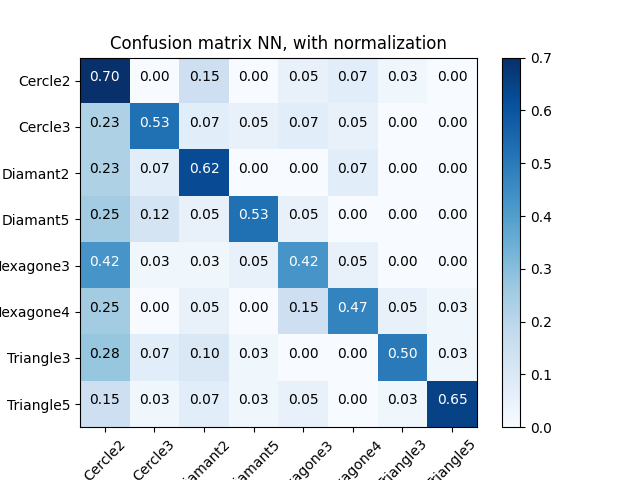 Confusion matrix NN, with normalization
Cercle2 0.70 0.00 0.15 0.00 0.05 0.07 0.03 0.00
Cercle3 0.23 0.53 0.07 0.05 0.07 0.05 0.00 0.00
Diamant2 0.23 0.07 0.62 0.00 0.00 0.07 0.00 0.00
Diamant5 0.25 0.12 0.05 0.53 0.05 0.00 0.00 0.00
exagone3 0.42 0.03 0.03 0.05 0.42 0.05 0.00 0.00
exagone4 0.25 0.00 0.05 0.00 0.15 0.47 0.05 0.03
Triangle3 0.28 0.07 0.10 0.03 0.00 0.00 0.50 0.03
Triangle5 0.15 0.03 0.07 0.03 0.05 0.00 0.03 0.65
Cercle2 Cercle3 amant2 amant5 agone3 agone4 riangle3 riangle5
0.7
0.6
0.5
0.4
0.3
0.2
0.1
0.0